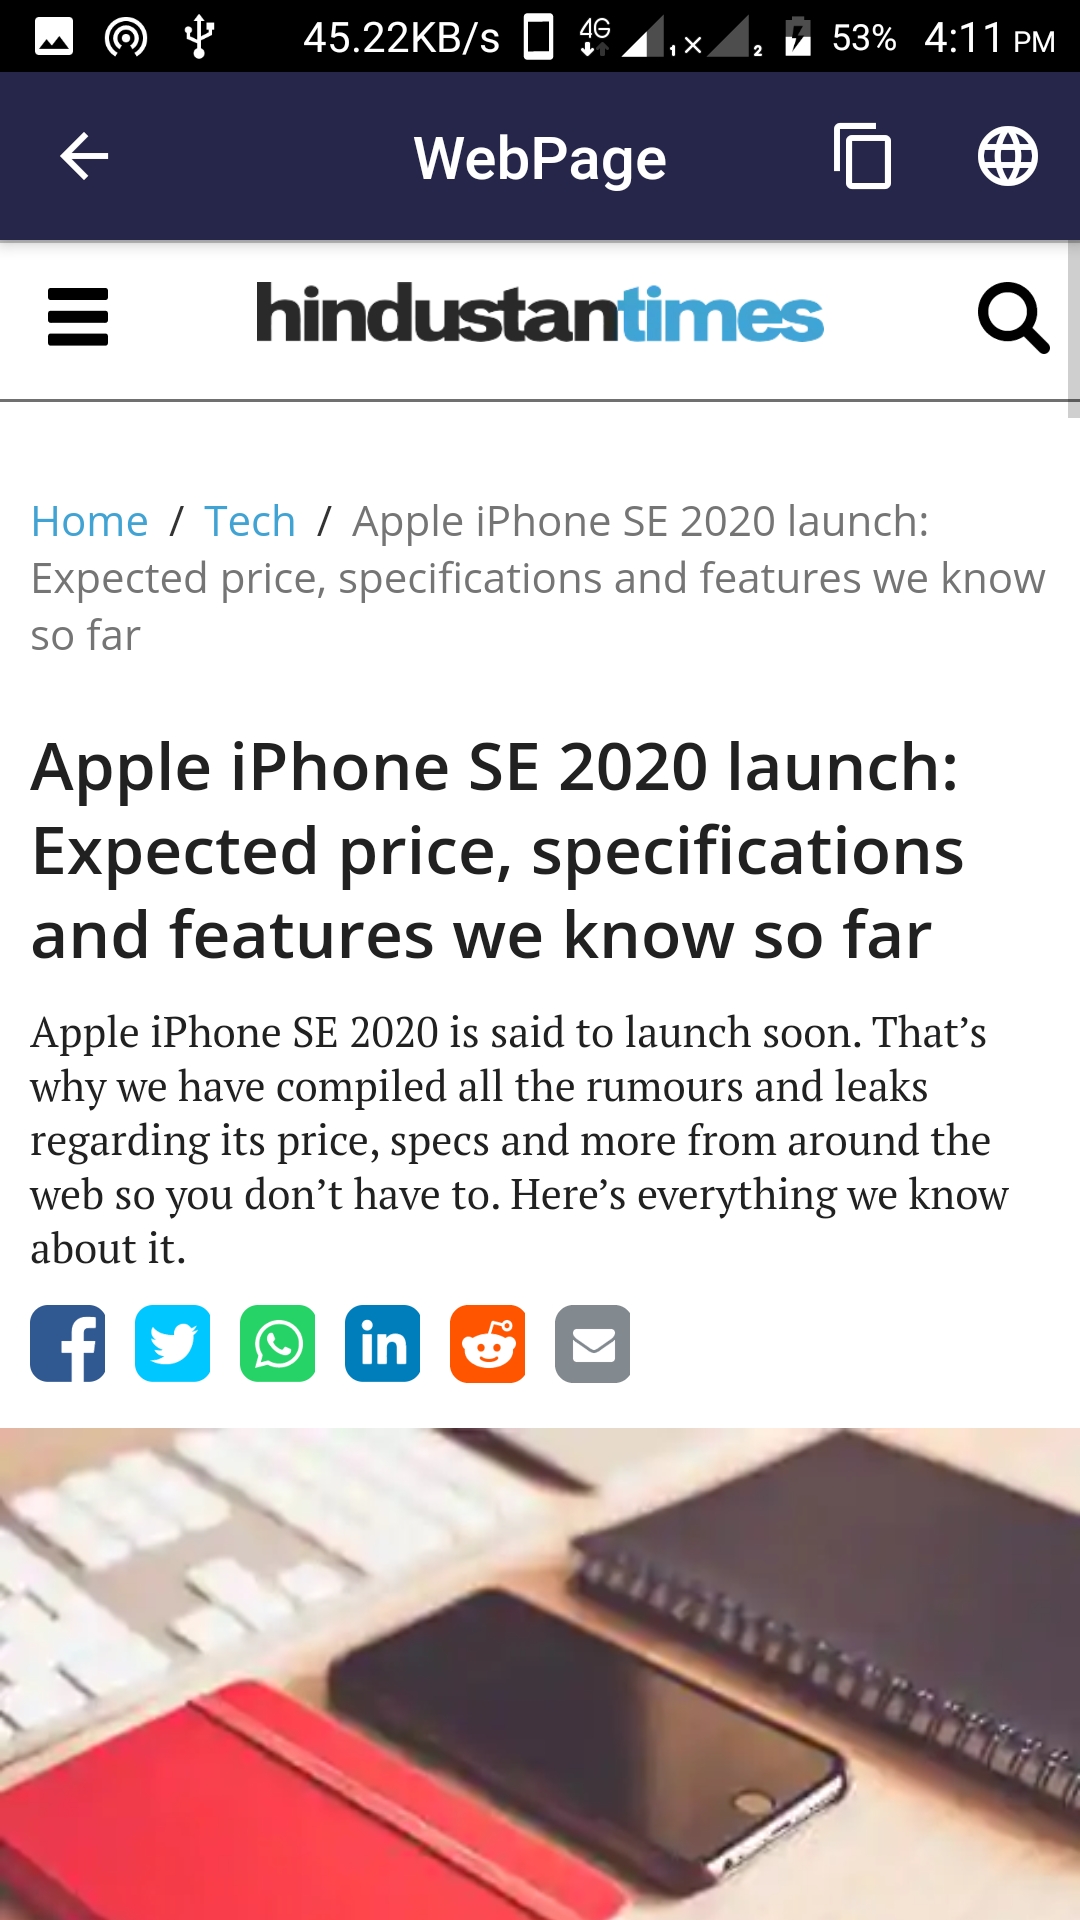 45.22KB/s 4G 1 x 2 53% 4:11 PM
WebPage
hindustantimes
Home / Tech / Apple iPhone SE 2020 launch:
Expected price, specifications and features we know
so far
Apple iPhone SE 2020 launch:
Expected price, specifications
and features we know so far
Apple iPhone SE 2020 is said to launch soon. That’s
why we have compiled all the rumours and leaks
regarding its price, specs and more from around the
web so you don’t have to. Here’s everything we know
about it.